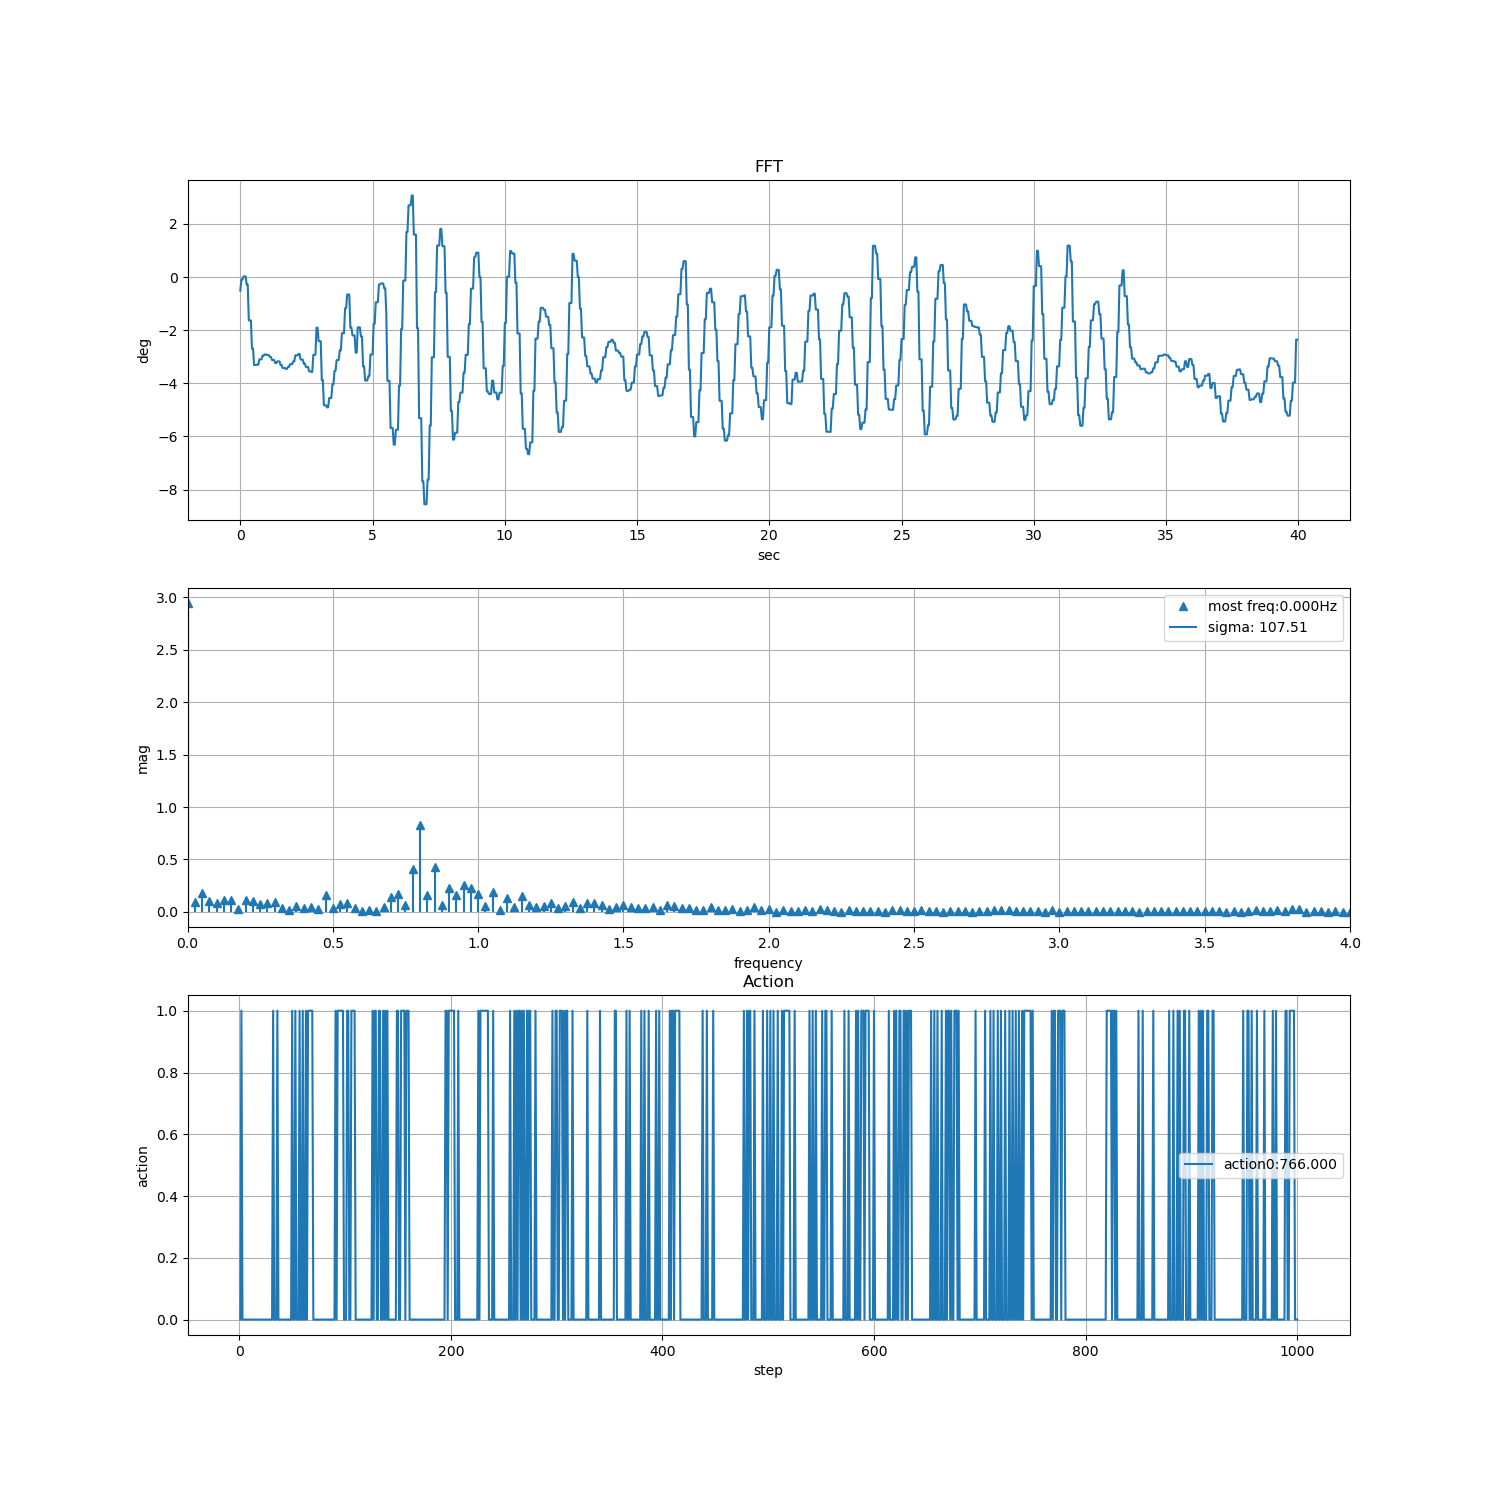 FFT
2
0
−2
−4
−6
−8
deg
0 5 10 15 20 25 30 35 40
sec
3.0
2.5
2.0
1.5
1.0
0.5
0.0
mag
most freq:0.000Hz
sigma: 107.51
0.0 0.5 1.0 1.5 2.0 2.5 3.0 3.5 4.0
frequency
Action
1.0
0.8
0.6
0.4
0.2
0.0
action
action0:766.000
0 200 400 600 800 1000
step